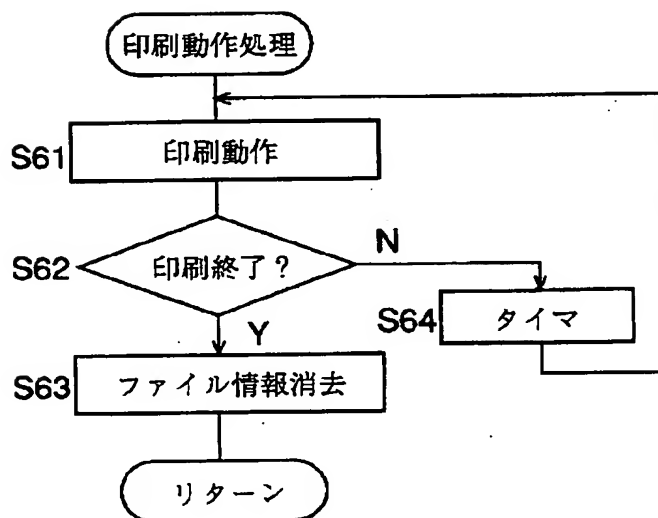 印刷動作処理
S61
印刷動作
S62
印刷終了？
N
Y
S64
タイマ
S63
ファイル情報消去
リターン